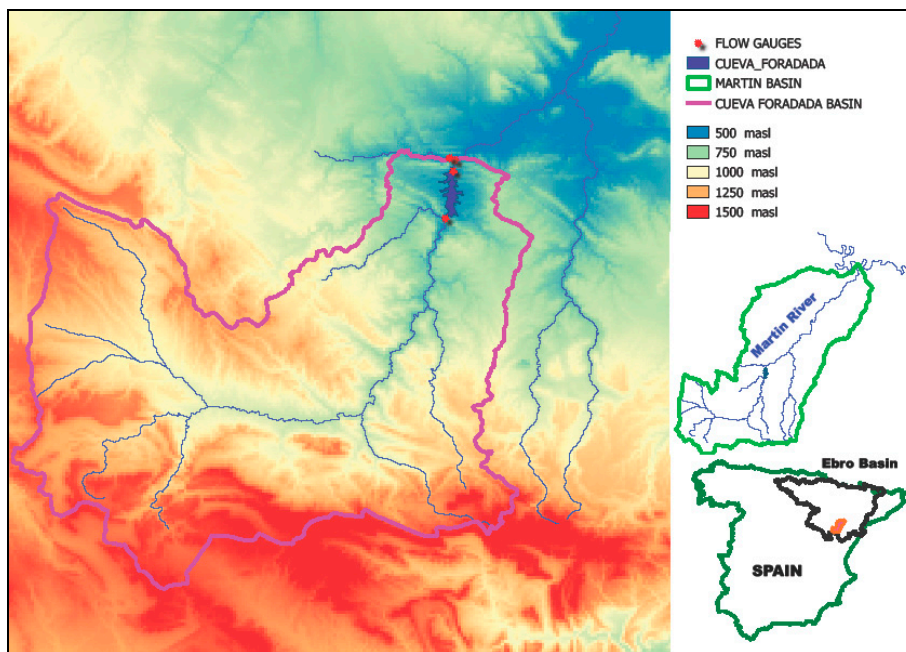 FLOW GAUGES
CUEVA_FORADADA
MARTIN BASIN
CUEVA FORADADA BASIN
500 masl
750 masl
1000 masl
1250 masl
1500 masl
Martin River
Ebro Basin
SPAIN